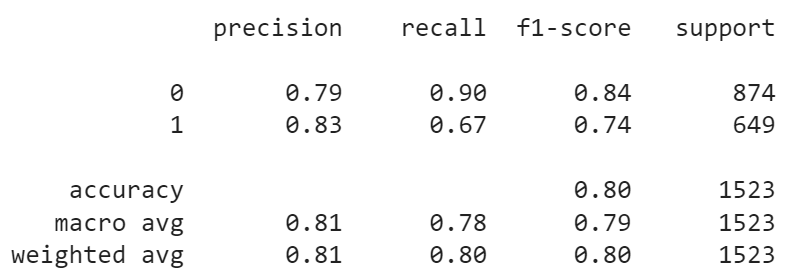 precision recall f1-score support
0 0.79 0.90 0.84 874
1 0.83 0.67 0.74 649
accuracy 0.80 1523
macro avg 0.81 0.78 0.79 1523
weighted avg 0.81 0.80 0.80 1523